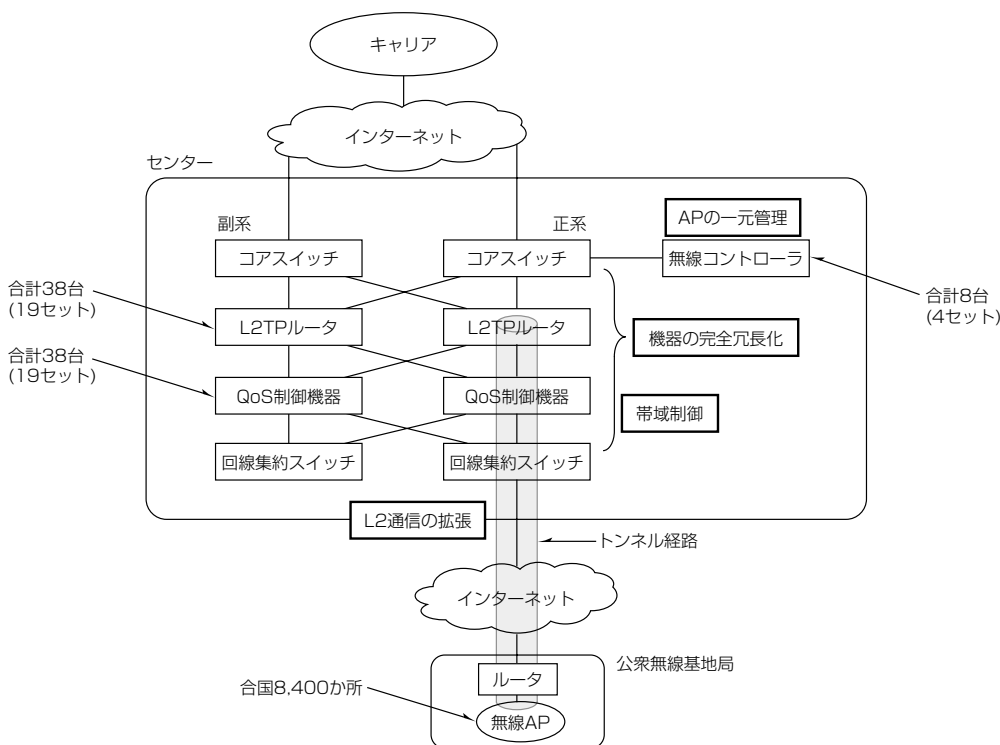 キャリア
インターネット
センター
副系
正系
APの一元管理
コアスイッチ
コアスイッチ
無線コントローラ
合計38台
(19セット)
合計8台
(4セット)
L2TPルータ
L2TPルータ
機器の完全冗長化
合計38台
(19セット)
QoS制御機器
QoS制御機器
帯域制御
回線集約スイッチ
回線集約スイッチ
L2通信の拡張
トンネル経路
インターネット
公衆無線基地局
ルータ
合国8,400か所
無線AP